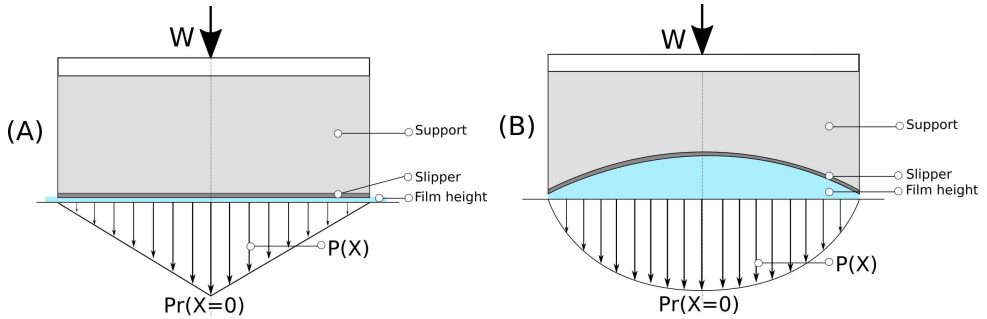 W
(A)
Support
Slipper
Film height
P(X)
Pr(X=0)
W
(B)
Support
Slipper
Film height
P(X)
Pr(X=0)